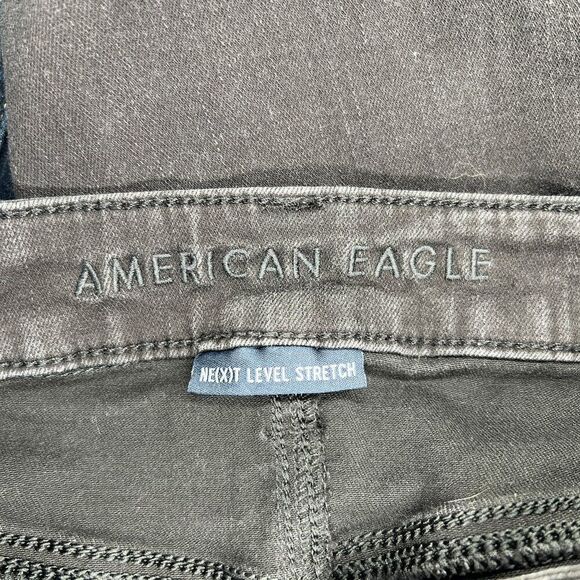 AMERICAN EAGLE
NE(X)T LEVEL STRETCH